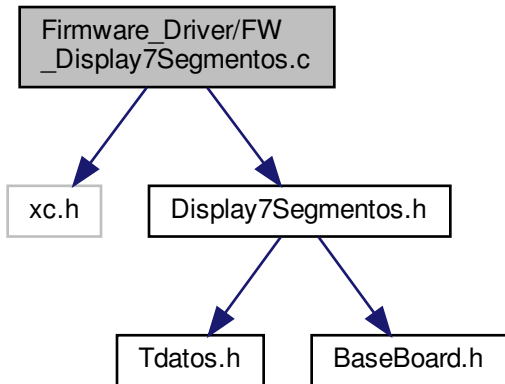 Firmware_Driver/FW
_Display7Segmentos.c
xc.h
Display7Segmentos.h
Tdatos.h
BaseBoard.h